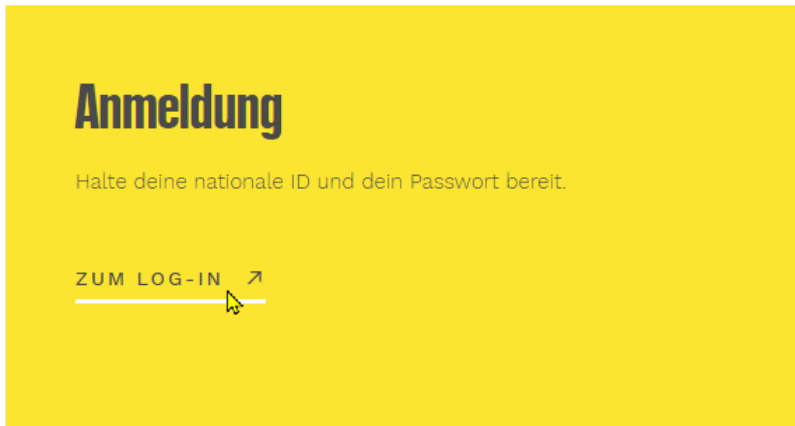 Anmeldung
Halte deine nationale ID und dein Passwort bereit.
ZUM LOG-IN ↗